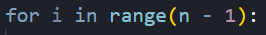 for i in range(n - 1):